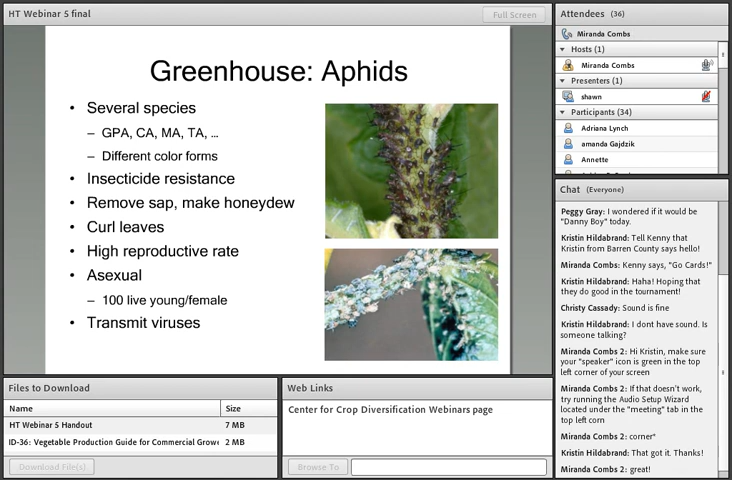 HT Webinar 5 final
Full Screen
Greenhouse: Aphids
• Several species
– GPA, CA, MA, TA, ...
– Different color forms
• Insecticide resistance
• Remove sap, make honeydew
• Curl leaves
• High reproductive rate
• Asexual
– 100 live young/female
• Transmit viruses
Files to Download
Name Size
HT Webinar 5 Handout 7 MB
ID-36: Vegetable Production Guide for Commercial Growe 2 MB
Download File(s)
Web Links
Center for Crop Diversification Webinars page
Browse To
Attendees (36)
Miranda Combs
Hosts (1)
Miranda Combs
Presenters (1)
shawn
Participants (34)
Adriana Lynch
amanda Gajdzik
Annette
Chat (Everyone)
Peggy Gray: I wondered if it would be
"Danny Boy" today.
Kristin Hildabrand: Tell Kenny that
Kristin from Barren County says hello!
Miranda Combs: Kenny says, "Go Cards!"
Kristin Hildabrand: Haha! Hoping that
they do good in the tournament!
Christy Cassady: Sound is fine
Kristin Hildabrand: I dont have sound. Is
someone talking?
Miranda Combs 2: Hi Kristin, make sure
your "speaker" icon is green in the top
left corner of your screen
Miranda Combs 2: If that doesn't work,
try running the Audio Setup Wizard
located under the "meeting" tab in the
top left corn
Miranda Combs 2: corner*
Kristin Hildabrand: That got it. Thanks!
Miranda Combs 2: great!